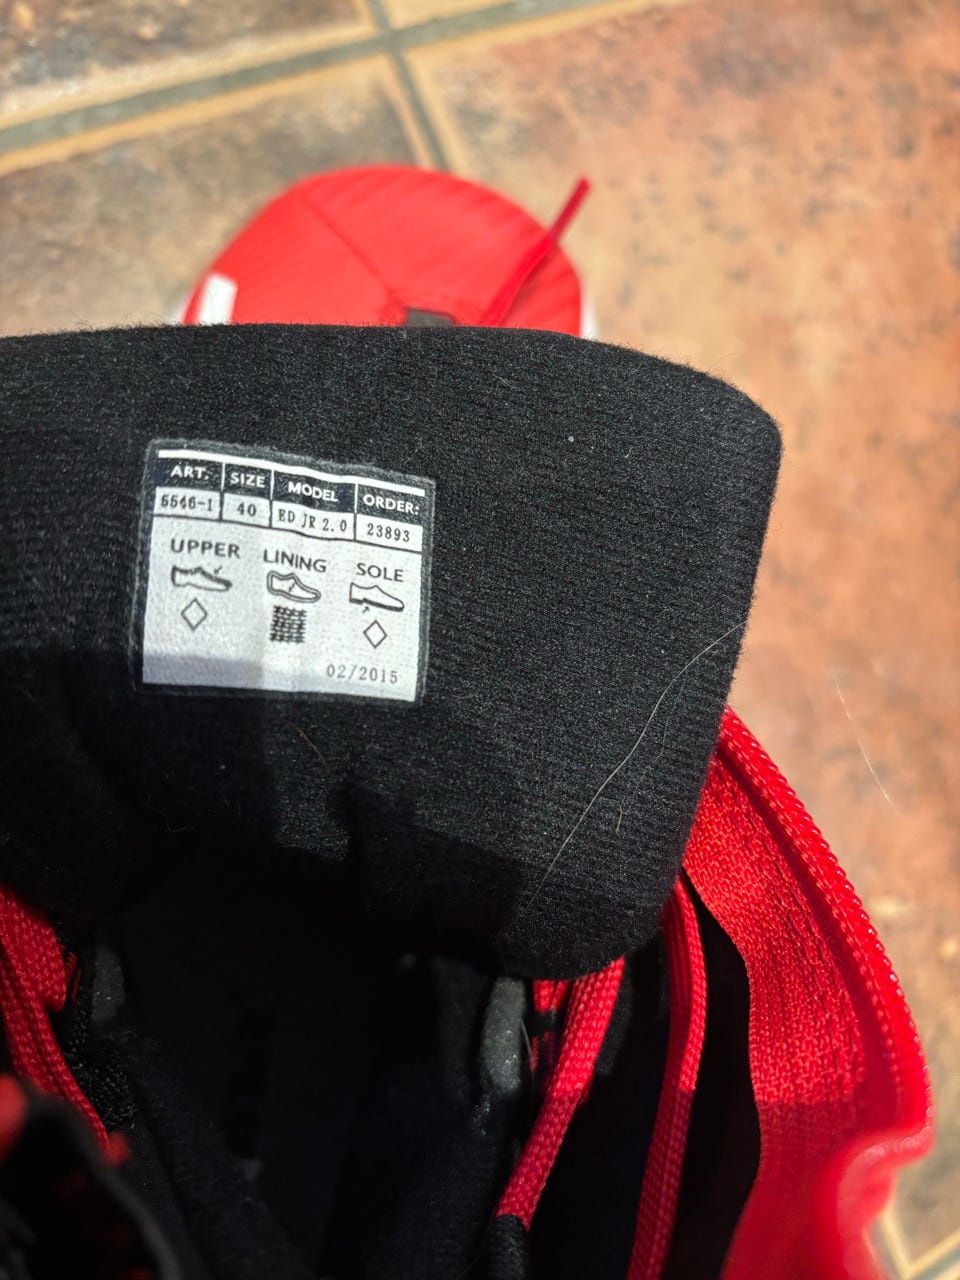 ART. SIZE MODEL ORDER:
5546-1 40 ED JR 2.0 23893
UPPER LINING SOLE
02/2015